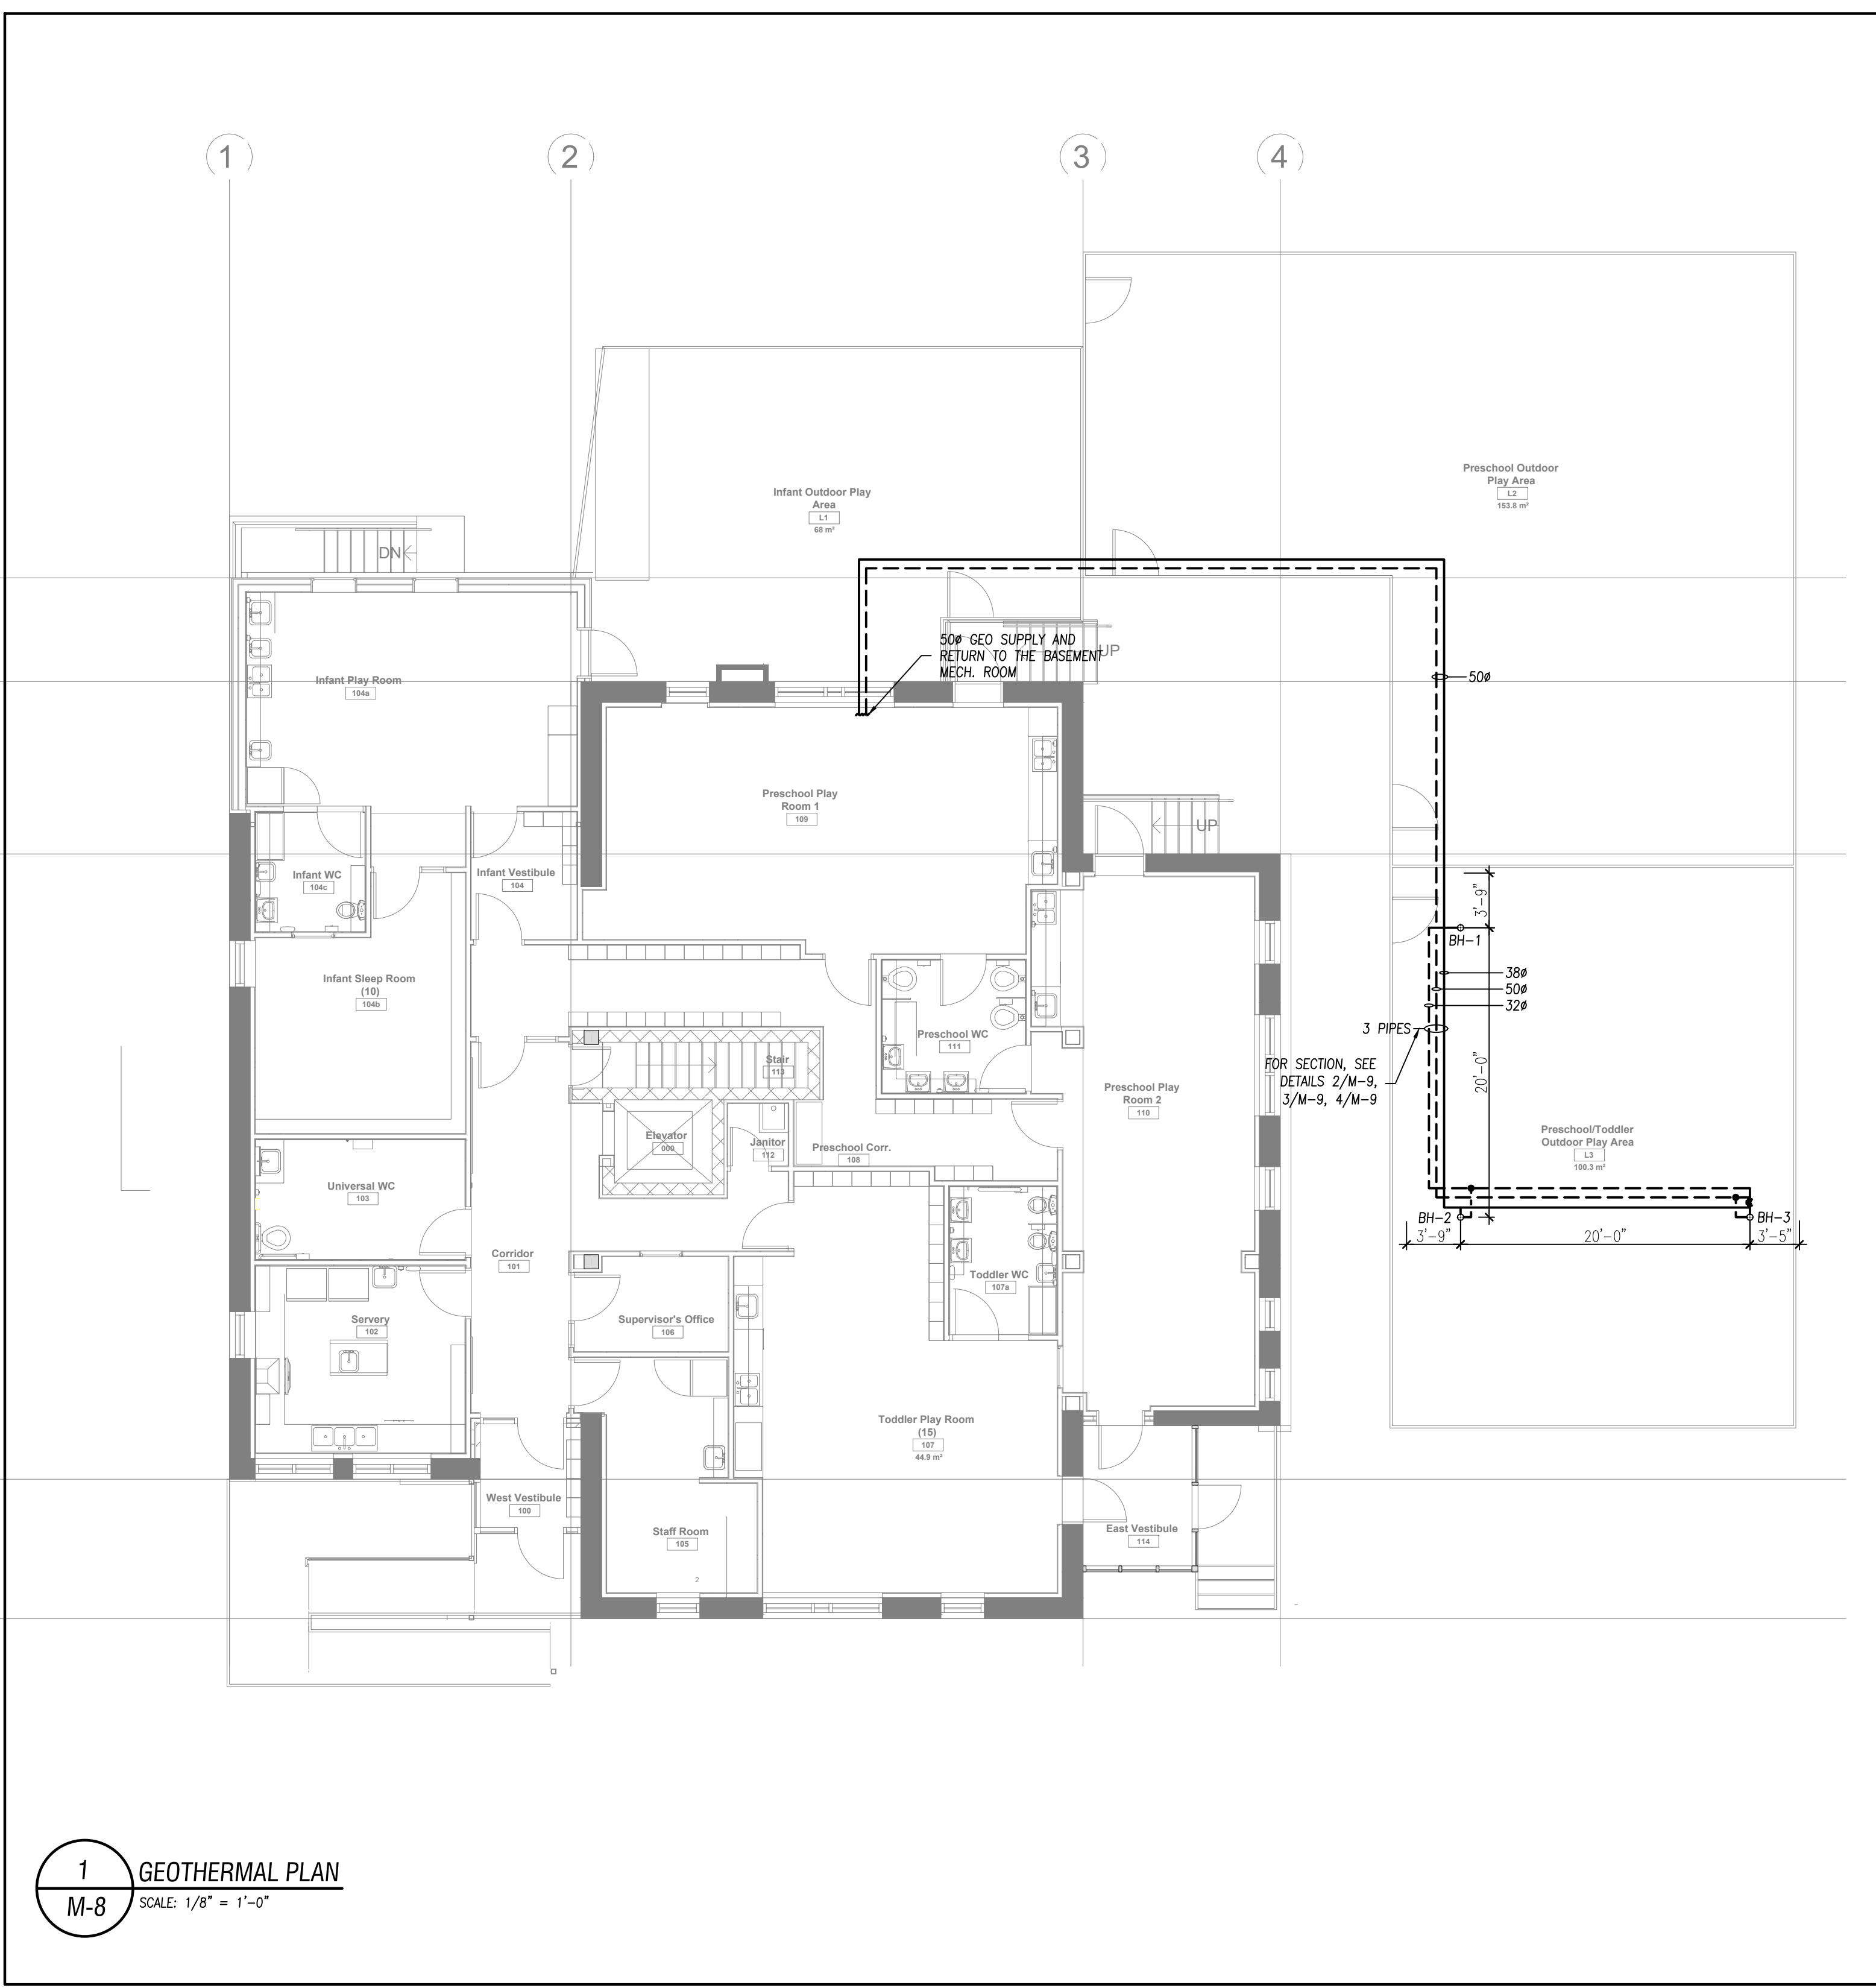 1
2
3
4
Preschool Outdoor
Play Area
L2
153.8 m²
Infant Outdoor Play
Area
L1
68 m²
DN
50ø GEO SUPPLY AND
RETURN TO THE BASEMENT
MECH. ROOM
UP
50ø
Infant Play Room
104a
Preschool Play
Room 1
109
UP
Infant WC
104c
Infant Vestibule
104
3'-9"
BH-1
Infant Sleep Room
(10)
104b
38ø
50ø
32ø
3 PIPES
FOR SECTION, SEE
DETAILS 2/M-9,
3/M-9, 4/M-9
20'-0"
Preschool WC
111
Stair
113
Preschool Play
Room 2
110
Elevator
000
Janitor
112
Preschool Corr.
108
Preschool/Toddler
Outdoor Play Area
L3
100.3 m²
Universal WC
103
BH-2
BH-3
3'-9"
20'-0"
3'-5"
Corridor
101
Toddler WC
107a
Servery
102
Supervisor's Office
106
Toddler Play Room
(15)
107
44.9 m²
West Vestibule
100
Staff Room
105
East Vestibule
114
2
1
M-8
GEOTHERMAL PLAN
SCALE: 1/8" = 1'-0"